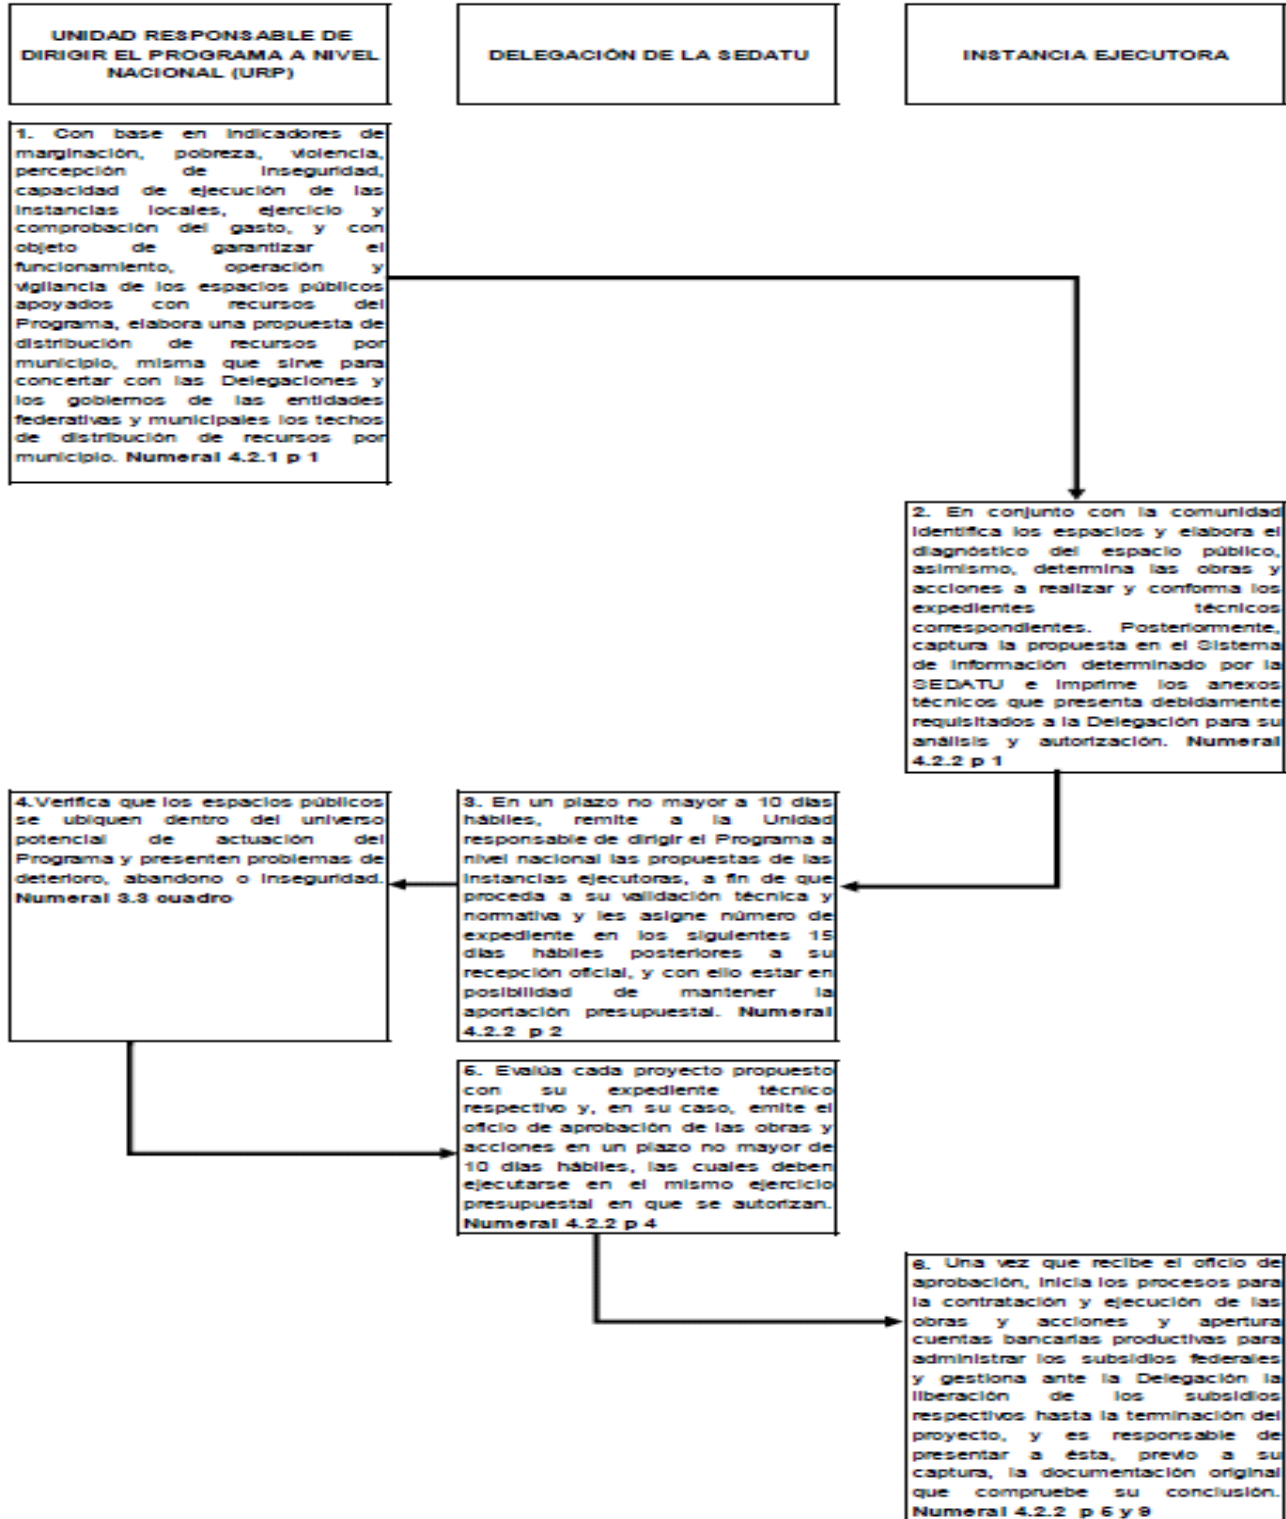 UNIDAD RESPONSABLE DE
DIRIGIR EL PROGRAMA A NIVEL
NACIONAL (URP)
DELEGACIÓN DE LA SEDATU
INSTANCIA EJECUTORA
1. Con base en indicadores de
marginación, pobreza, violencia,
percepción de inseguridad,
capacidad de ejecución de las
instancias locales, ejercicio y
comprobación del gasto, y con
objeto de garantizar el
funcionamiento, operación y
vigilancia de los espacios públicos
apoyados con recursos del
Programa, elabora una propuesta de
distribución de recursos por
municipio, misma que sirve para
concertar con las Delegaciones y
los gobiernos de las entidades
federativas y municipales los techos
de distribución de recursos por
municipio. Numeral 4.2.1 p 1
2. En conjunto con la comunidad
identifica los espacios y elabora el
diagnóstico del espacio público,
asimismo, determina las obras y
acciones a realizar y conforma los
expedientes técnicos
correspondientes. Posteriormente,
captura la propuesta en el Sistema
de Información determinado por la
SEDATU e imprime los anexos
técnicos que presenta debidamente
requisitados a la Delegación para su
análisis y autorización. Numeral
4.2.2 p 1
4.Verifica que los espacios públicos
se ubiquen dentro del universo
potencial de actuación del
Programa y presenten problemas de
deterioro, abandono o inseguridad.
Numeral 3.3 cuadro
3. En un plazo no mayor a 10 días
hábiles, remite a la Unidad
responsable de dirigir el Programa a
nivel nacional las propuestas de las
instancias ejecutoras, a fin de que
proceda a su validación técnica y
normativa y les asigne número de
expediente en los siguientes 15
días hábiles posteriores a su
recepción oficial, y con ello estar en
posibilidad de mantener la
aportación presupuestal. Numeral
4.2.2 p 2
5. Evalúa cada proyecto propuesto
con su expediente técnico
respectivo y, en su caso, emite el
oficio de aprobación de las obras y
acciones en un plazo no mayor de
10 días hábiles, las cuales deben
ejecutarse en el mismo ejercicio
presupuestal en que se autorizan.
Numeral 4.2.2 p 4
6. Una vez que recibe el oficio de
aprobación, inicia los procesos para
la contratación y ejecución de las
obras y acciones y apertura
cuentas bancarias productivas para
administrar los subsidios federales
y gestiona ante la Delegación la
liberación de los subsidios
respectivos hasta la terminación del
proyecto, y es responsable de
presentar a ésta, previo a su
captura, la documentación original
que compruebe su conclusión.
Numeral 4.2.2 p 5 y 9